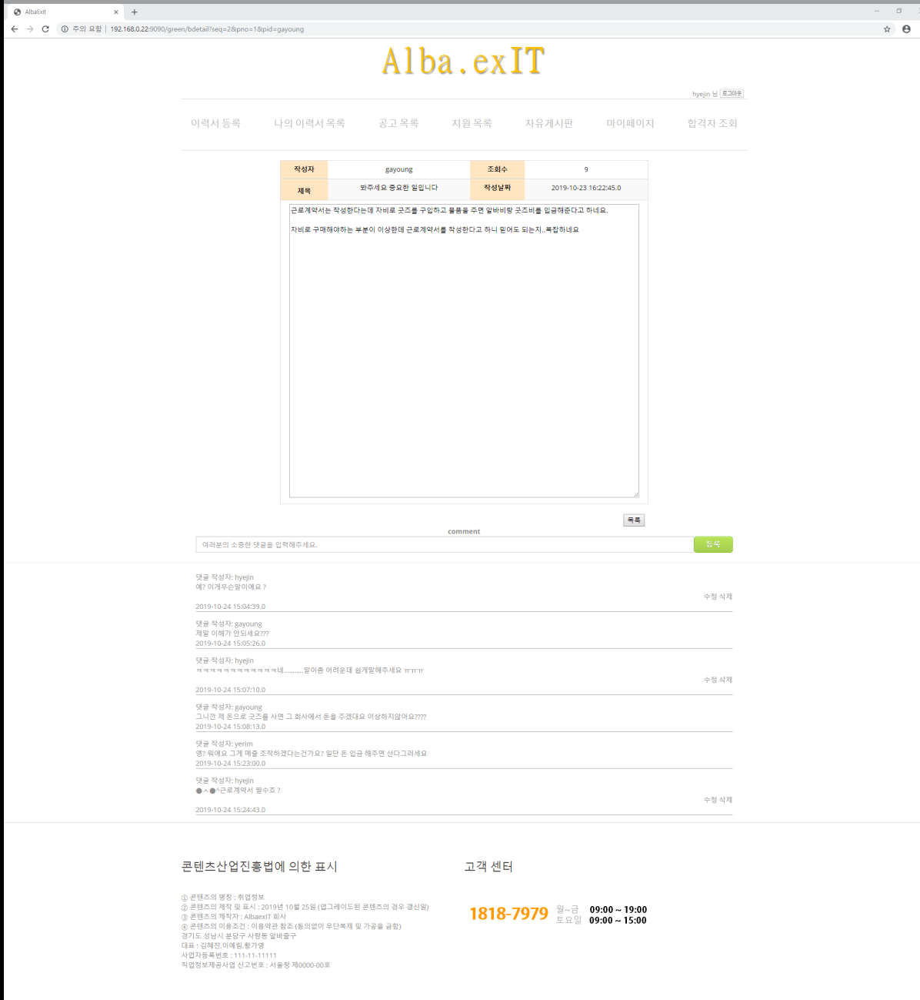 AlbaExit
주의 요함 | 192.168.0.22:9090/green/bdetail?seq=2&pno=1&pid=gayoung
Alba.exIT
hyejin 님 로그아웃
이력서 등록 나의 이력서 목록 공고 목록 지원 목록 자유게시판 마이페이지 합격자 조회
작성자 gayoung 조회수 9
제목 봐주세요 중요한 일입니다 작성날짜 2019-10-23 16:22:45.0
근로계약서는 작성한다는데 자비로 굿즈를 구입하고 물품을 주면 알바비랑 굿즈비를 입금해준다고 하네요.
자비로 구매해야하는 부분이 이상한데 근로계약서를 작성한다고 하니 믿어도 되는지..복잡하네요
목록
comment
여러분의 소중한 댓글을 입력해주세요. 등록
댓글 작성자: hyejin
예? 이게무슨말이에요 ?
수정 삭제
2019-10-24 15:04:39.0
댓글 작성자: gayoung
제말 이해가 안되세요???
2019-10-24 15:05:26.0
댓글 작성자: hyejin
ㅋㅋㅋㅋㅋㅋㅋㅋㅋㅋㅋㅋ네...........말이좀 어려운데 쉽게말해주세요 ㅠㅠㅠ
수정 삭제
2019-10-24 15:07:10.0
댓글 작성자: gayoung
그니깐 제 돈으로 굿즈를 사면 그 회사에서 돈을 주겠대요 이상하지않아요????
2019-10-24 15:08:13.0
댓글 작성자: yerim
엥? 뭐에요 그게 매출 조작하겠다는건가요? 일단 돈 입금 해주면 산다그러세요
2019-10-24 15:23:00.0
댓글 작성자: hyejin
●ㅅ●^근로계약서 필수죠 ?
수정 삭제
2019-10-24 15:24:43.0
콘텐츠산업진흥법에 의한 표시
① 콘텐츠의 명칭 : 취업정보
② 콘텐츠의 제작 및 표시 : 2019년 10월 25일 (업그레이드된 콘텐츠의 경우 갱신일)
③ 콘텐츠의 제작자 : AlbaexIT 회사
④ 콘텐츠의 이용조건 : 이용약관 참조 (동의없이 무단복제 및 가공을 금함)
경기도 성남시 분당구 사랑동 알바출구
대표 : 김혜진,이예림,황가영
사업자등록번호 : 111-11-11111
직업정보제공사업 신고번호 : 서울청 제0000-00호
고객 센터
1818-7979 월~금 09:00 ~ 19:00
토요일 09:00 ~ 15:00